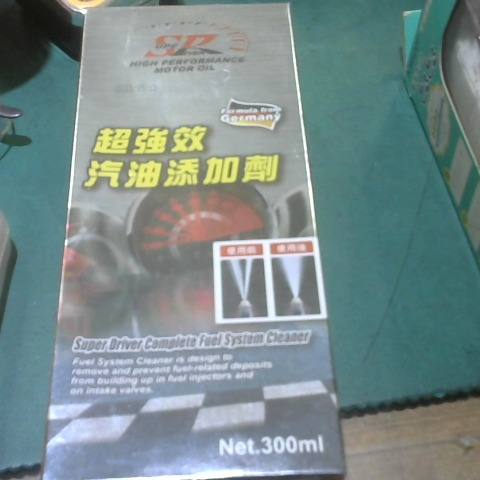 SR
HIGH PERFORMANCE
MOTOR OIL
Formula from
Germany
超強效
汽油添加劑
使用前
使用後
Super Driver Complete Fuel System Cleaner
Fuel System Cleaner is design to
remove and prevent fuel-related deposits
from building up in fuel injectors and
on intake valves.
Net.300ml